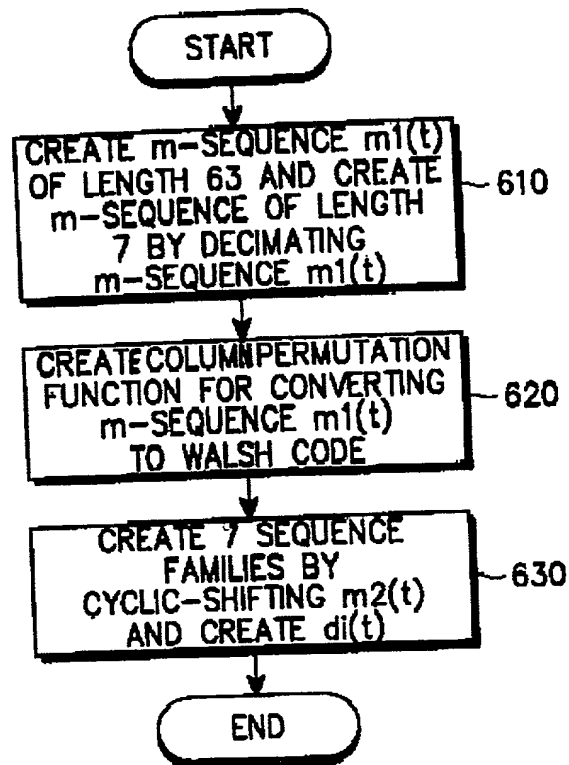 START
CREATE m-SEQUENCE m1(t)
OF LENGTH 63 AND CREATE
m-SEQUENCE OF LENGTH
7 BY DECIMATING
m-SEQUENCE m1(t)
610
CREATE COLUMN PERMUTATION
FUNCTION FOR CONVERTING
m-SEQUENCE m1(t)
TO WALSH CODE
620
CREATE 7 SEQUENCE
FAMILIES BY
CYCLIC-SHIFTING m2(t)
AND CREATE di(t)
630
END